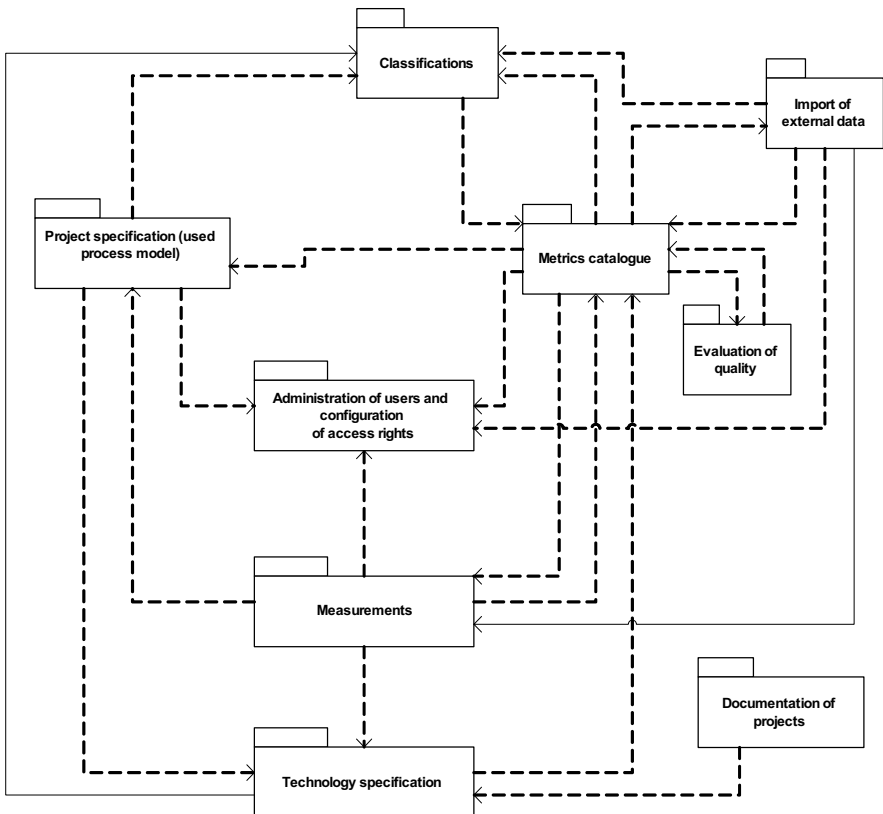 Classifications
Import of
external data
Project specification (used
process model)
Metrics catalogue
Evaluation of
quality
Administration of users and
configuration
of access rights
Measurements
Documentation of
projects
Technology specification